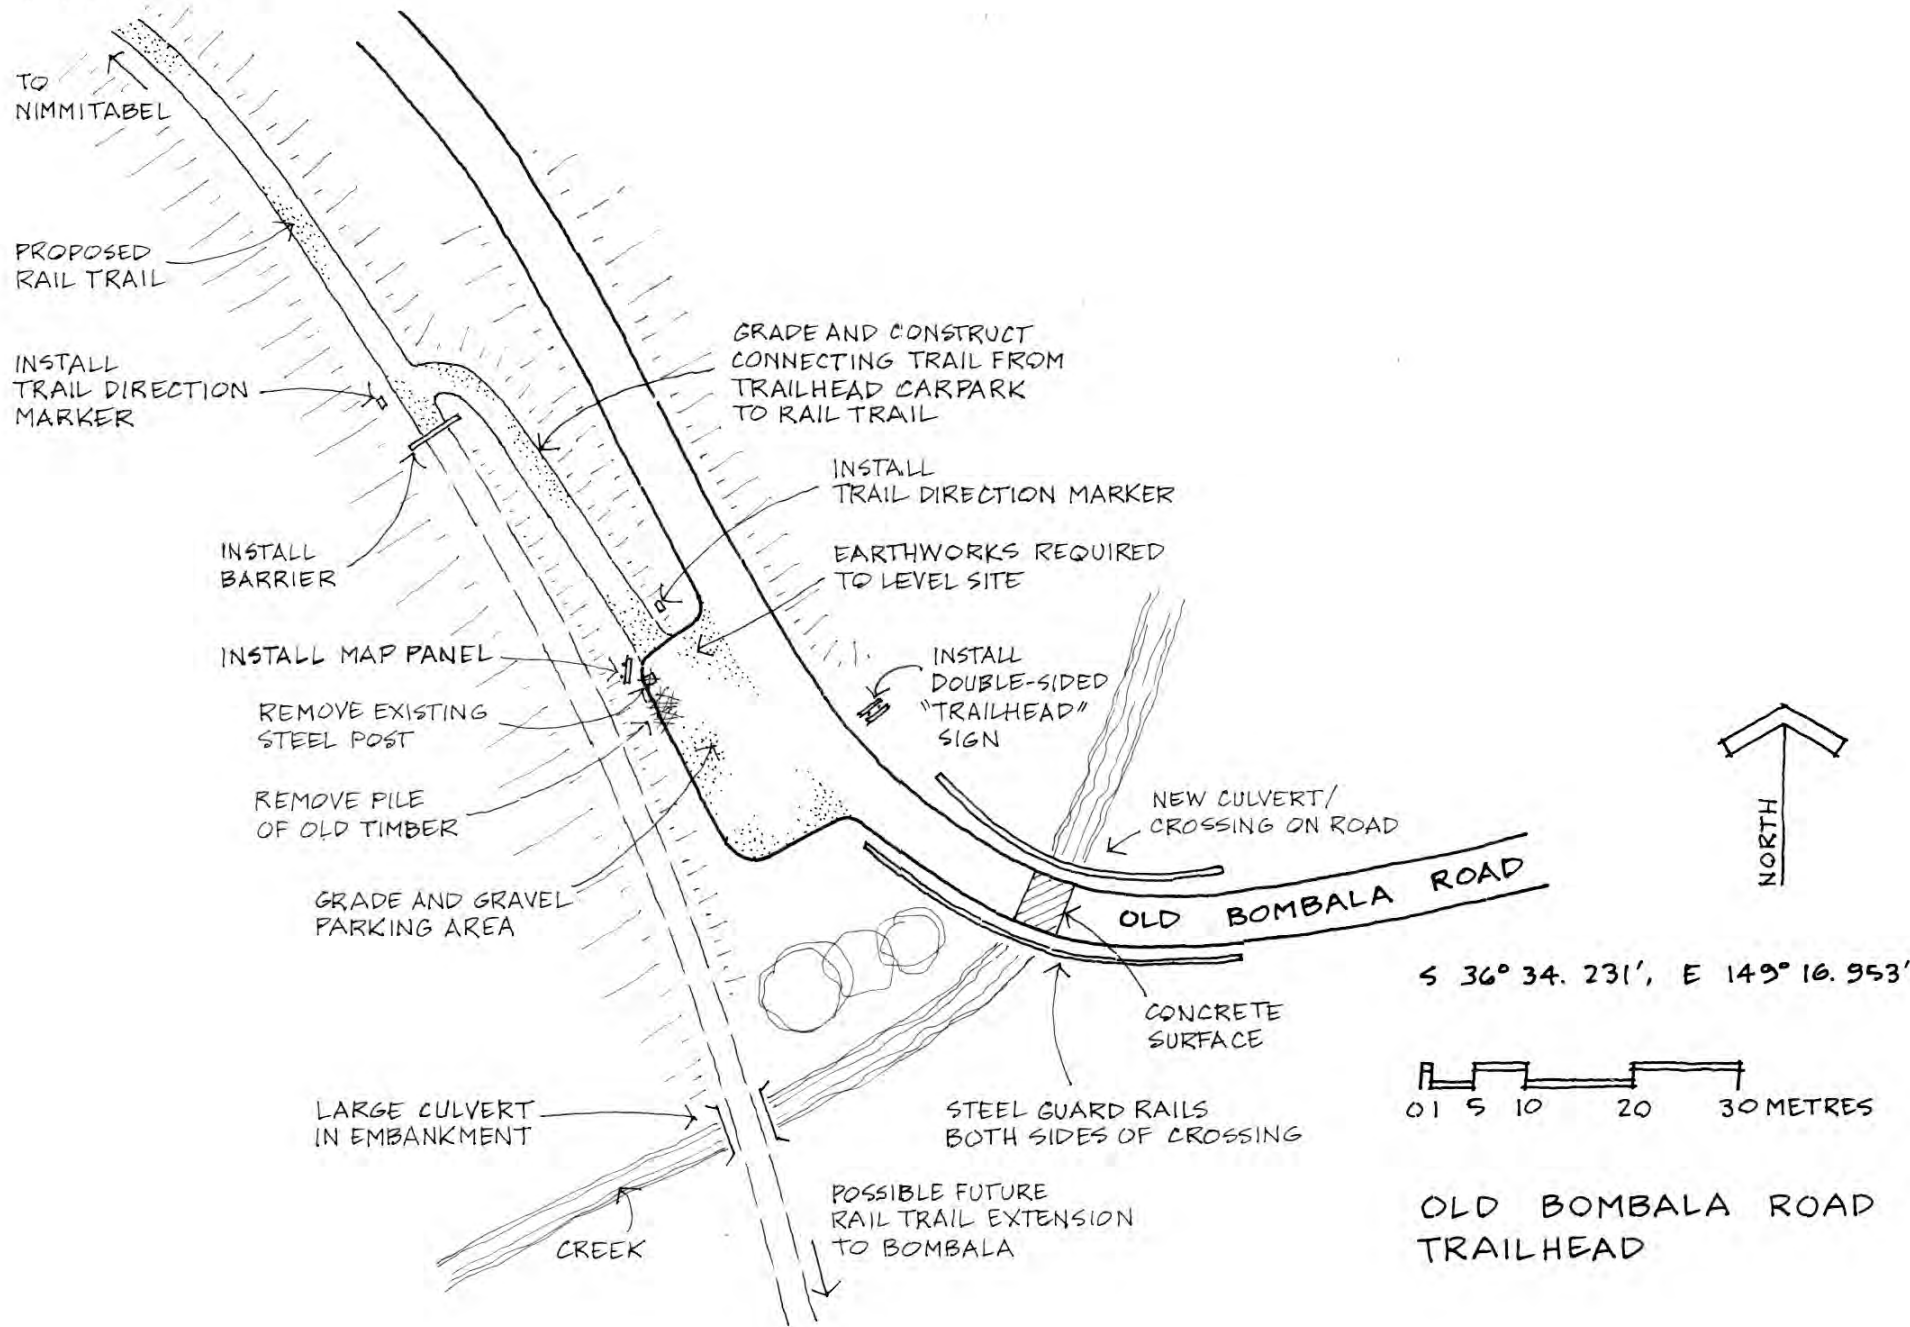 TO
NIMMITABEL
PROPOSED
RAIL TRAIL
INSTALL
TRAIL DIRECTION
MARKER
GRADE AND CONSTRUCT
CONNECTING TRAIL FROM
TRAILHEAD CARPARK
TO RAIL TRAIL
INSTALL
TRAIL DIRECTION MARKER
INSTALL
BARRIER
EARTHWORKS REQUIRED
TO LEVEL SITE
INSTALL MAP PANEL
INSTALL
DOUBLE-SIDED
"TRAILHEAD"
SIGN
REMOVE EXISTING
STEEL POST
REMOVE PILE
OF OLD TIMBER
NEW CULVERT/
CROSSING ON ROAD
NORTH
GRADE AND GRAVEL
PARKING AREA
OLD BOMBALA ROAD
S 36° 34. 231', E 149° 16. 953'
CONCRETE
SURFACE
LARGE CULVERT
IN EMBANKMENT
STEEL GUARD RAILS
BOTH SIDES OF CROSSING
0 1 5 10 20 30 METRES
POSSIBLE FUTURE
RAIL TRAIL EXTENSION
TO BOMBALA
CREEK
OLD BOMBALA ROAD
TRAILHEAD